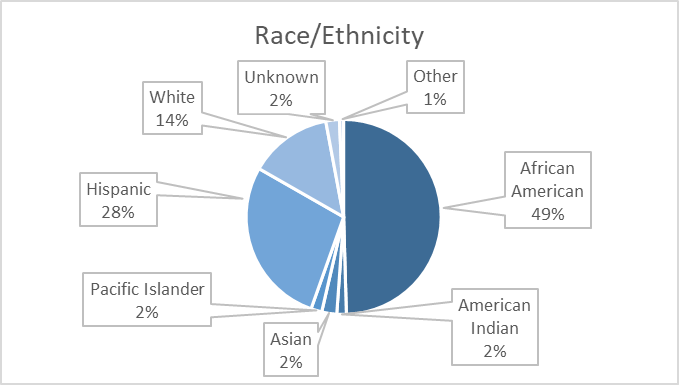 Race/Ethnicity
Unknown
2%
Other
1%
White
14%
African
American
49%
Hispanic
28%
Pacific Islander
2%
American
Indian
2%
Asian
2%